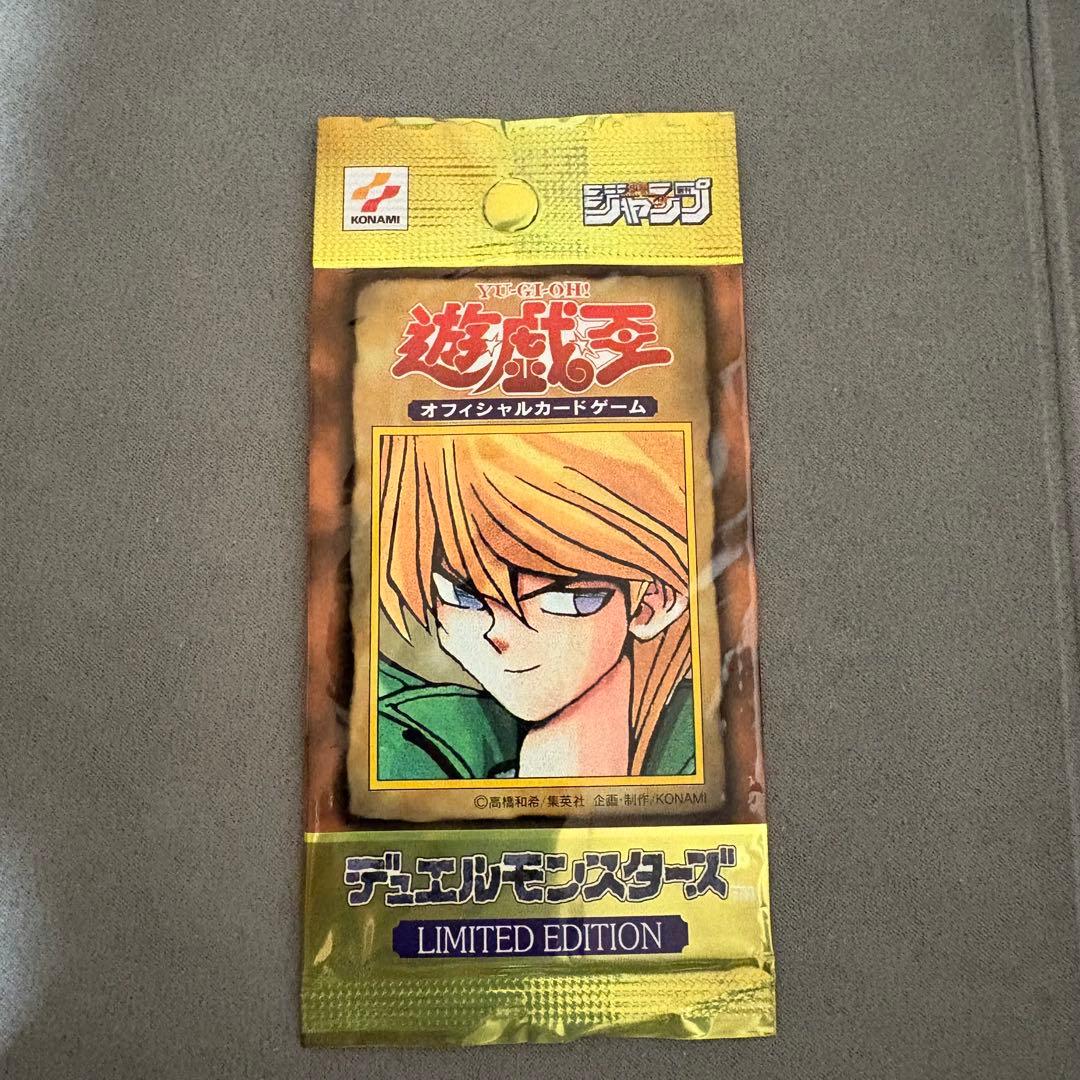 KONAMI
ジャンプ
YU-GI-OH!
遊戯王
オフィシャルカードゲーム
©高橋和希/集英社 企画・制作/KONAMI
デュエルモンスターズ
LIMITED EDITION